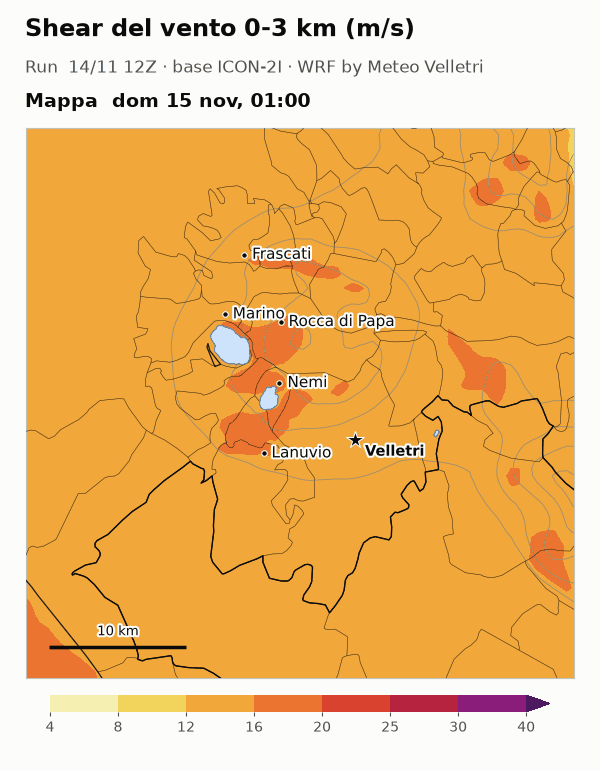 Shear del vento 0-3 km (m/s)
Run  14/11 12Z · base ICON-2I · WRF by Meteo Velletri
Mappa  dom 15 nov, 01:00
Frascati
Marino
Rocca di Papa
Nemi
Velletri
Lanuvio
10 km
4 8 12 16 20 25 30 40